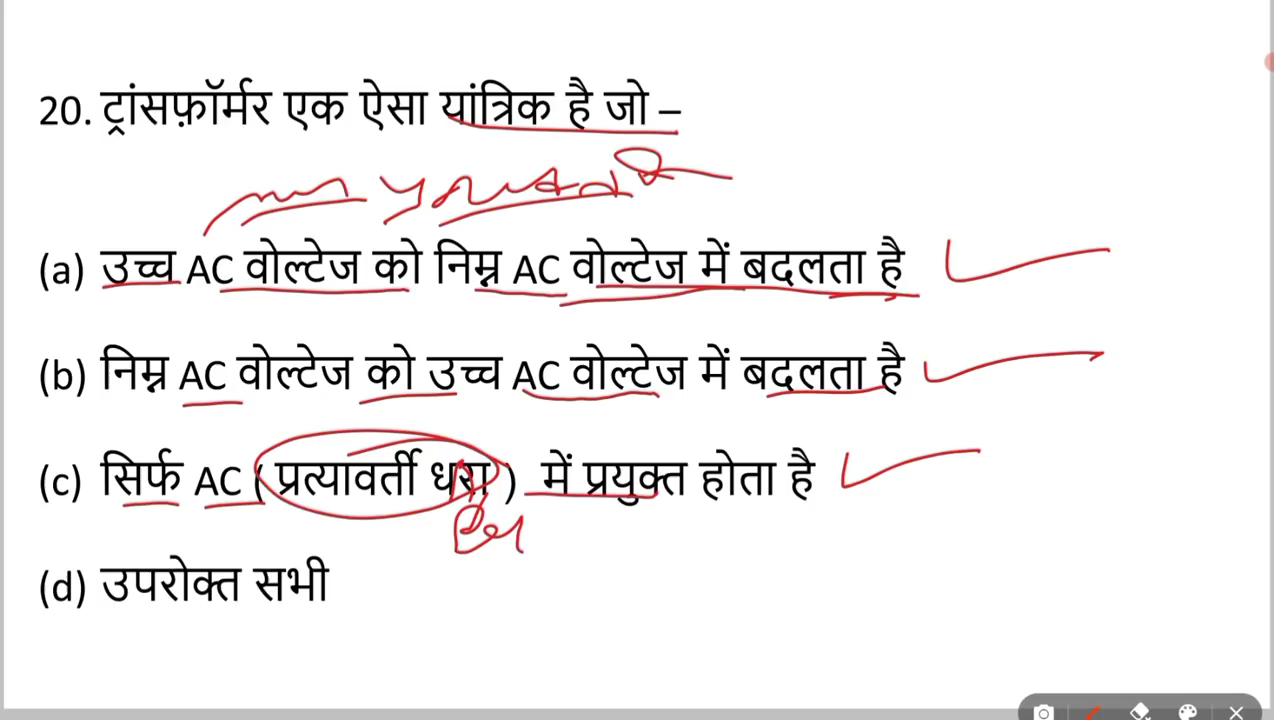 20. ट्रांसफ़ॉर्मर एक ऐसा यांत्रिक है जो –
(a) उच्च AC वोल्टेज को निम्न AC वोल्टेज में बदलता है
(b) निम्न AC वोल्टेज को उच्च AC वोल्टेज में बदलता है
(c) सिर्फ AC ( प्रत्यावर्ती धरा ) में प्रयुक्त होता है
(d) उपरोक्त सभी